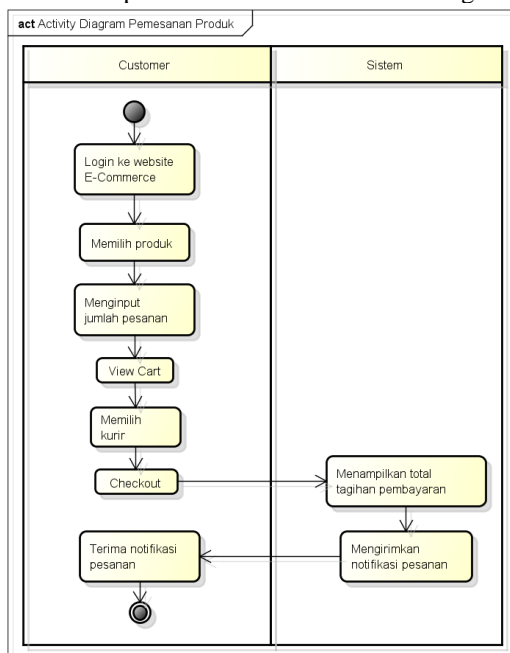 act Activity Diagram Pemesanan Produk
Customer
Sistem
Login ke website
E-Commerce
Memilih produk
Menginput
jumlah pesanan
View Cart
Memilih
kurir
Checkout
Menampilkan total
tagihan pembayaran
Mengirimkan
notifikasi pesanan
Terima notifikasi
pesanan